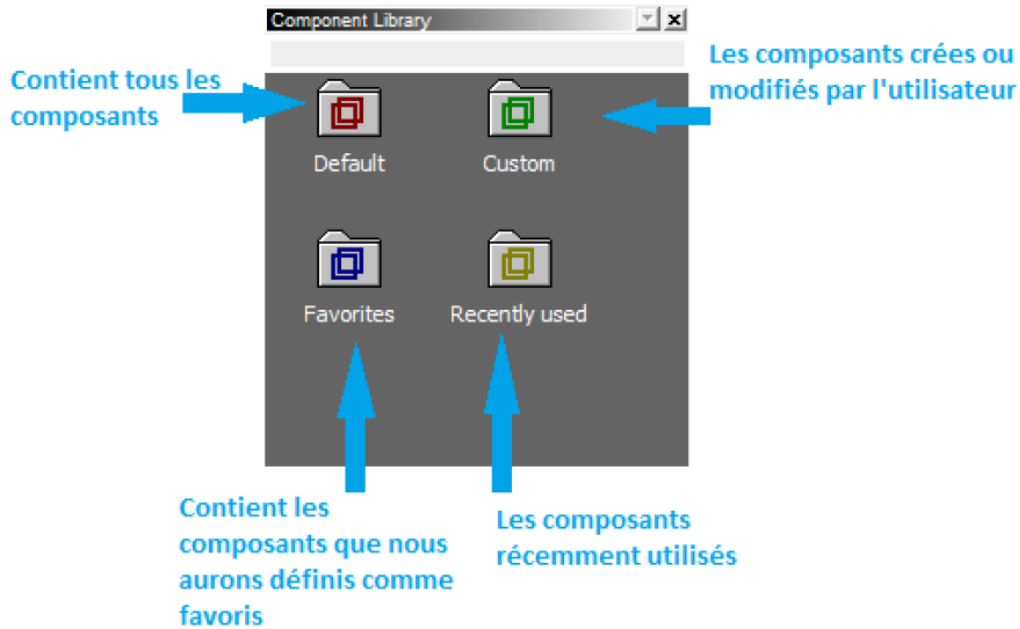 Component Library
Contient tous les
composants
Les composants crées ou
modifiés par l'utilisateur
Default
Custom
Favorites
Recently used
Contient les
composants que nous
aurons définis comme
favoris
Les composants
récemment utilisés